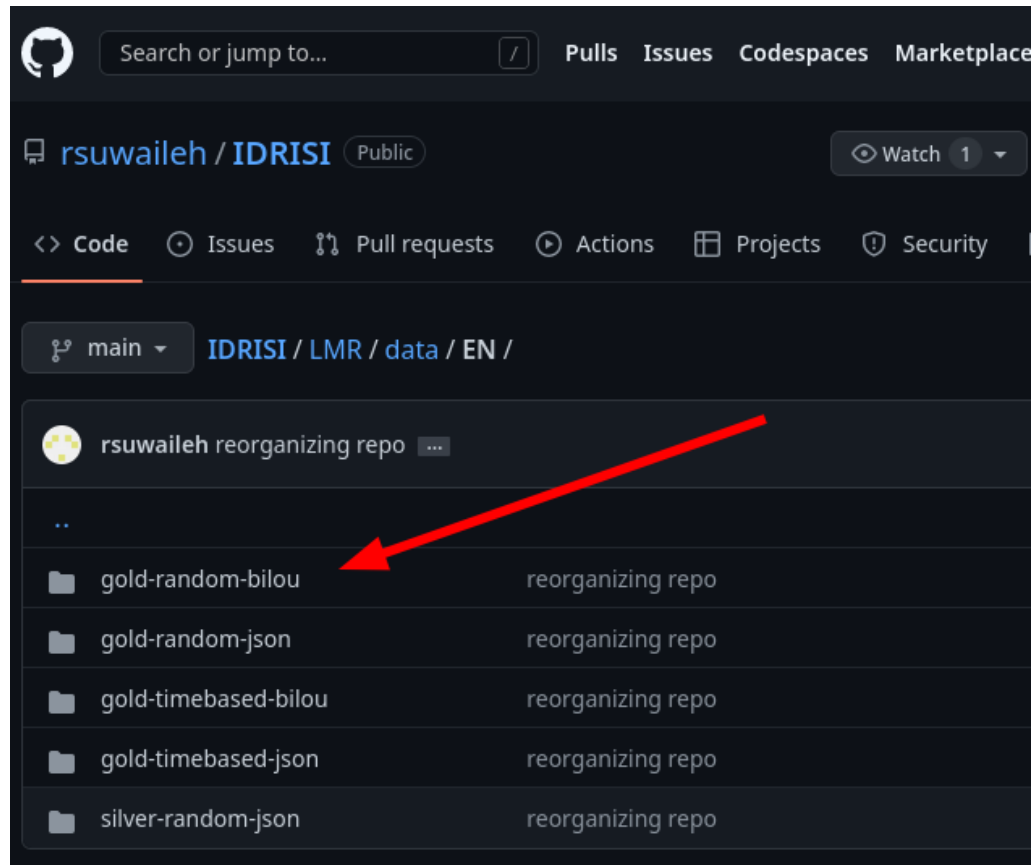 Search or jump to... / Pulls Issues Codespaces Marketplace
rsuwaileh / IDRISI Public Watch 1
<> Code Issues Pull requests Actions Projects Security
main IDRISI / LMR / data / EN /
rsuwaileh reorganizing repo ...
..
gold-random-bilou reorganizing repo
gold-random-json reorganizing repo
gold-timebased-bilou reorganizing repo
gold-timebased-json reorganizing repo
silver-random-json reorganizing repo